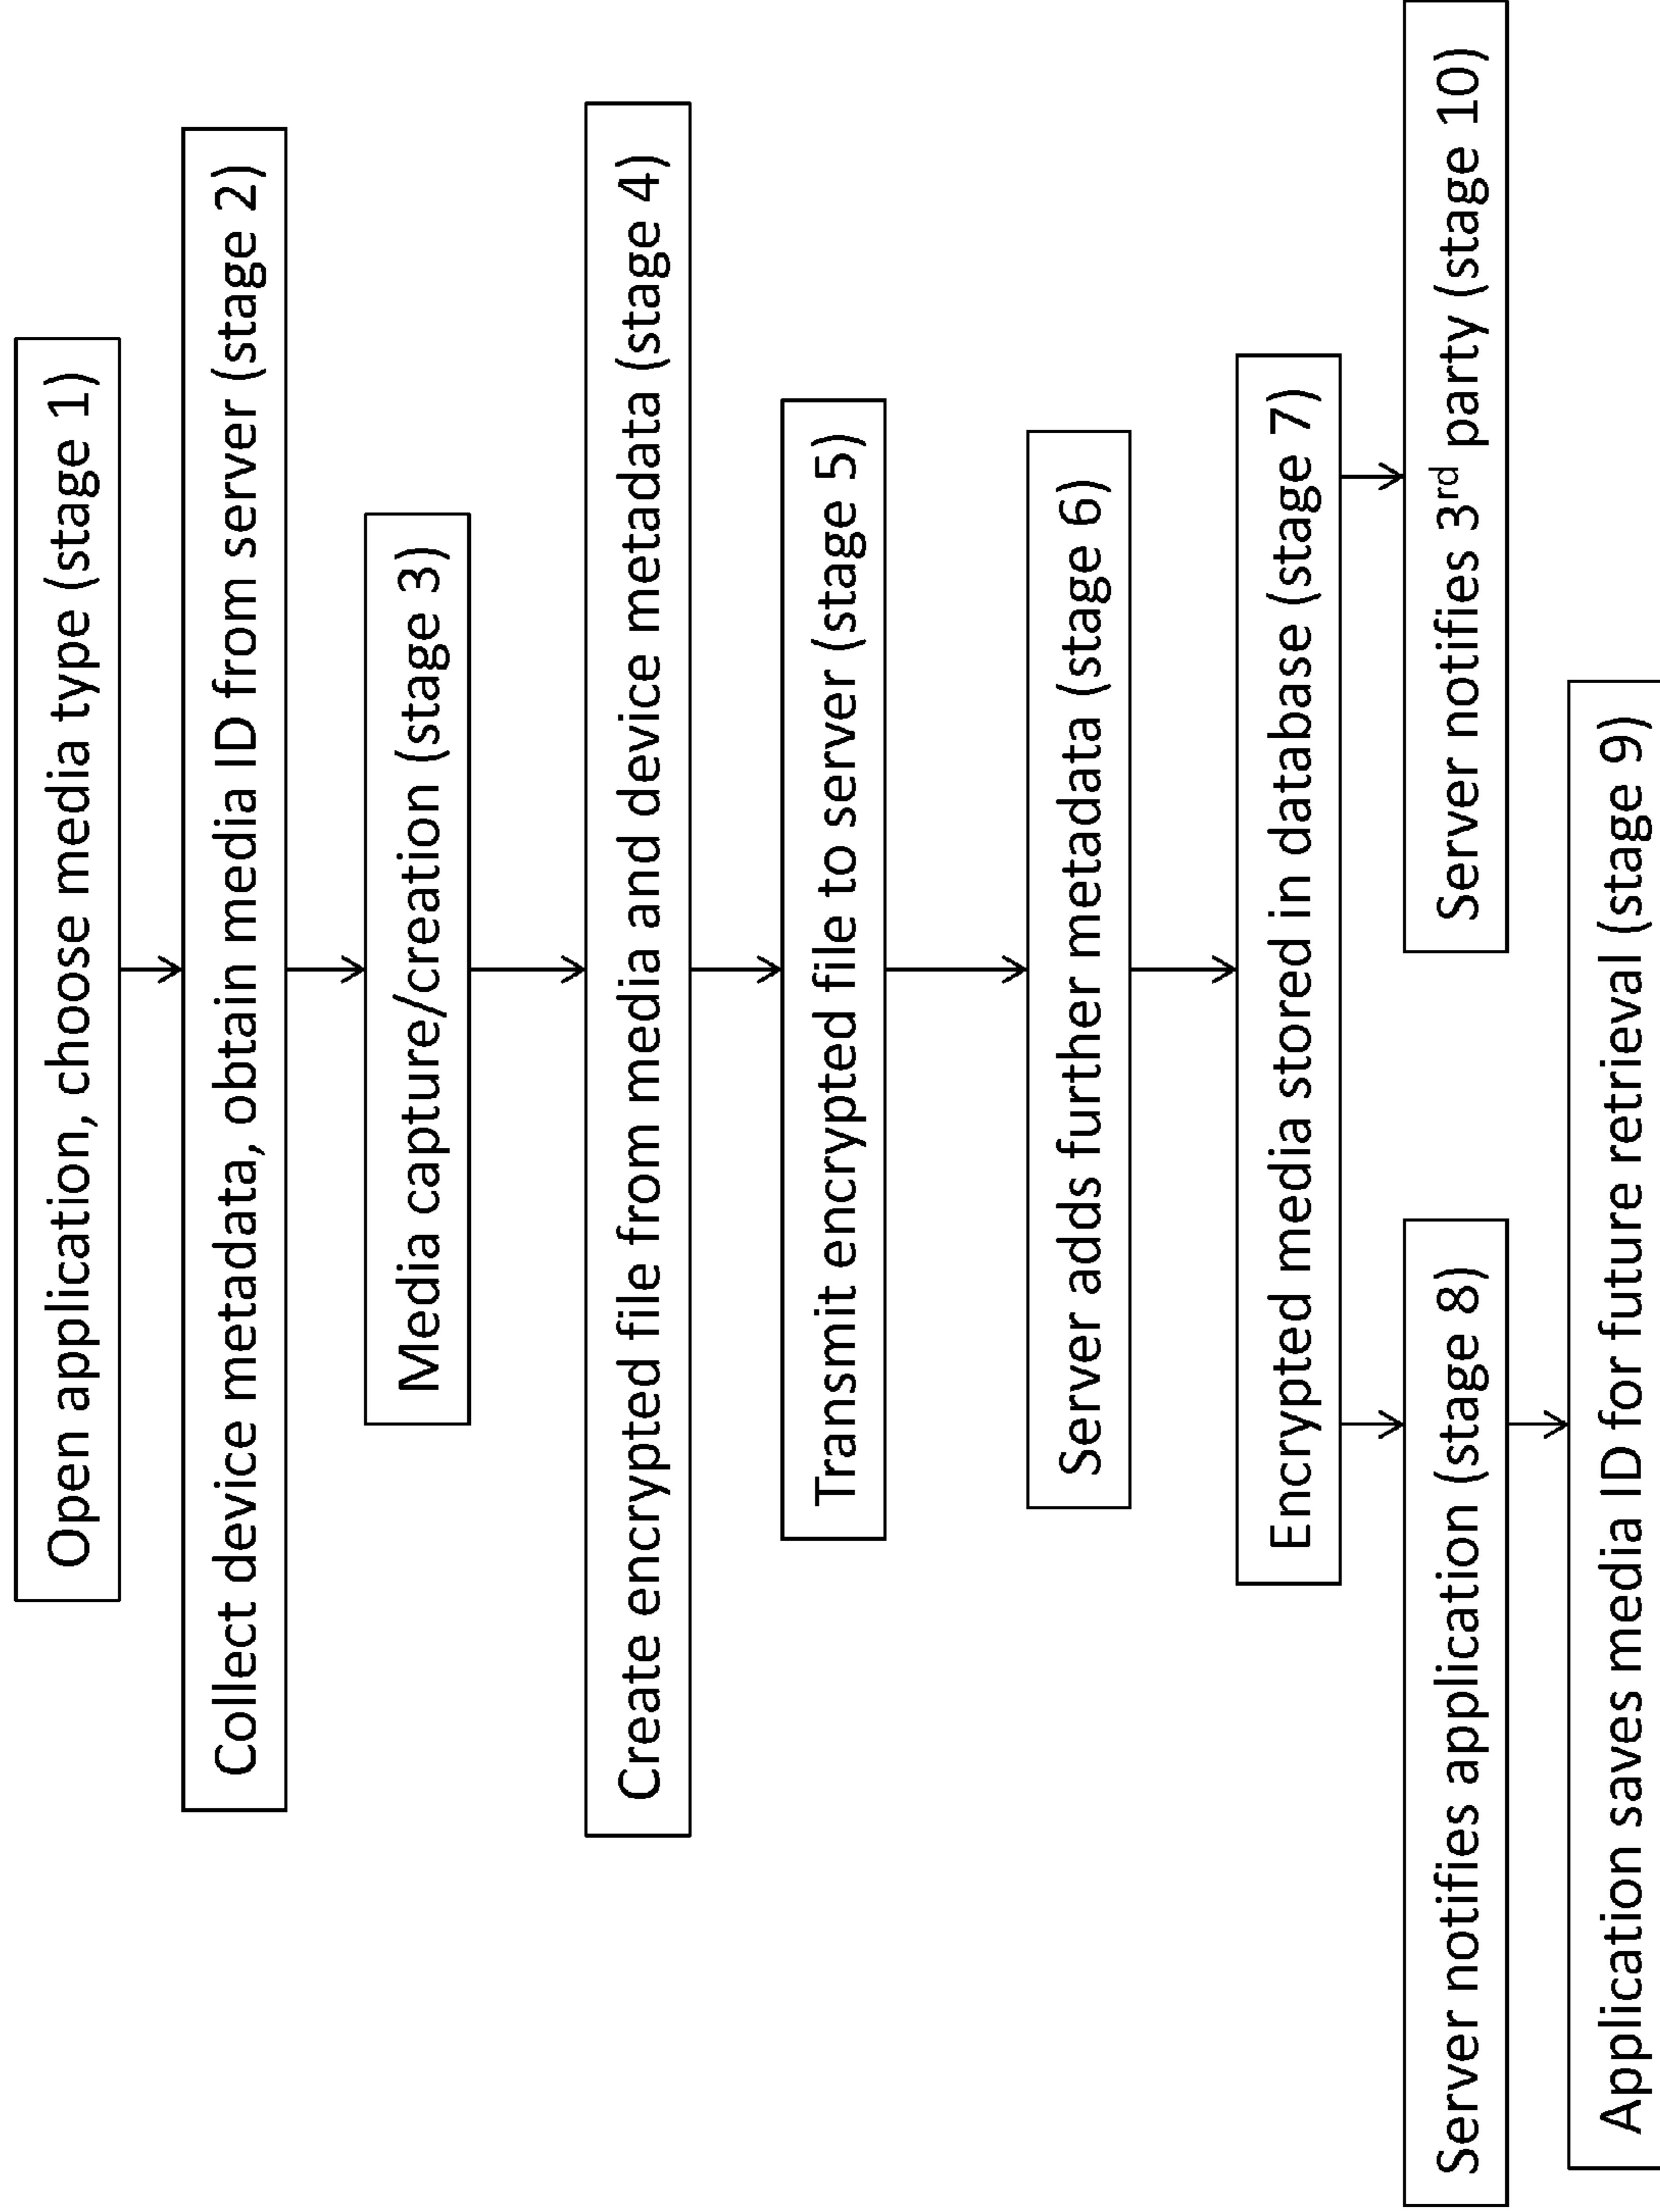 Open application, choose media type (stage 1)
Collect device metadata, obtain media ID from server (stage 2)
Media capture/creation (stage 3)
Create encrypted file from media and device metadata (stage 4)
Transmit encrypted file to server (stage 5)
Server adds further metadata (stage 6)
Encrypted media stored in database (stage 7)
Server notifies application (stage 8)
Server notifies 3rd party (stage 10)
Application saves media ID for future retrieval (stage 9)